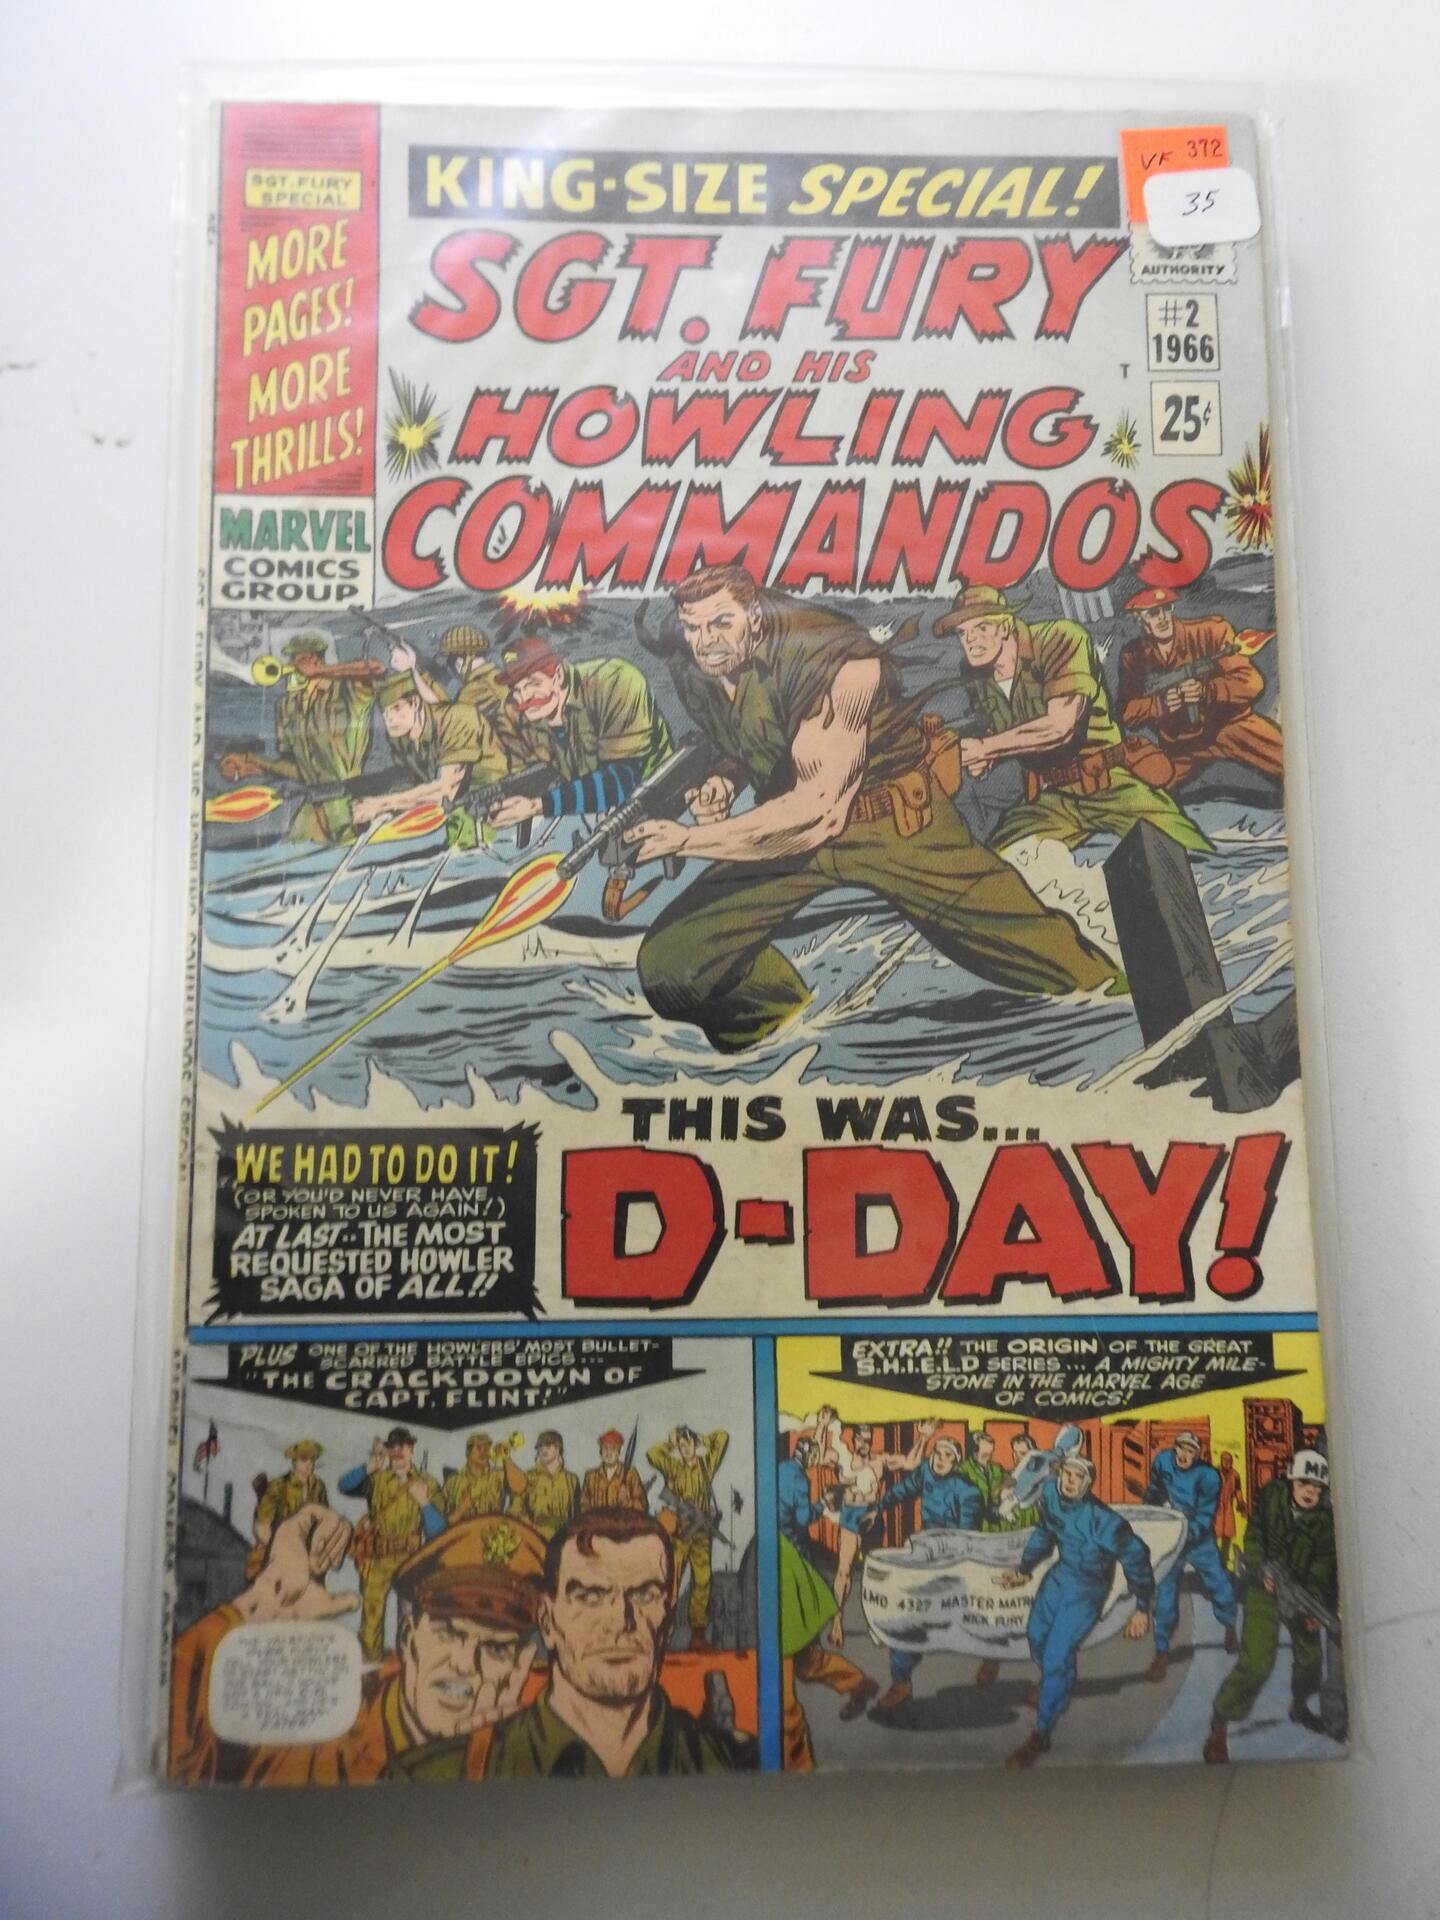 KING-SIZE SPECIAL!
VF 372
35
SGT. FURY
SPECIAL
MORE
PAGES!
MORE
THRILLS!
MARVEL
COMICS
GROUP
SGT. FURY
AND HIS
HOWLING
COMMANDOS
AUTHORITY
#2
1966
T
25¢
THIS WAS...
D-DAY!
WE HAD TO DO IT!
(OR YOU'D NEVER HAVE
SPOKEN TO US AGAIN!)
AT LAST-- THE MOST
REQUESTED HOWLER
SAGA OF ALL!!
PLUS ONE OF THE HOWLERS' MOST BULLET-
SCARRED BATTLE EPICS...
"THE CRACKDOWN OF
CAPT. FLINT!"
EXTRA!! THE ORIGIN OF THE GREAT
S.H.I.E.L.D SERIES... A MIGHTY MILE-
STONE IN THE MARVEL AGE
OF COMICS!
LMD 4327 MASTER MATRI
NICK FURY
MP